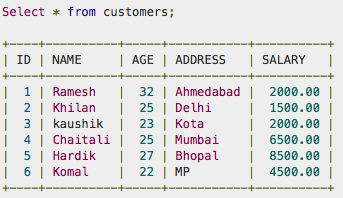 Select * from customers;
+----+----------+-----+-----------+----------+
| ID | NAME     | AGE | ADDRESS   | SALARY   |
+----+----------+-----+-----------+----------+
|  1 | Ramesh   |  32 | Ahmedabad |  2000.00 |
|  2 | Khilan   |  25 | Delhi     |  1500.00 |
|  3 | kaushik  |  23 | Kota      |  2000.00 |
|  4 | Chaitali |  25 | Mumbai    |  6500.00 |
|  5 | Hardik   |  27 | Bhopal    |  8500.00 |
|  6 | Komal    |  22 | MP        |  4500.00 |
+----+----------+-----+-----------+----------+